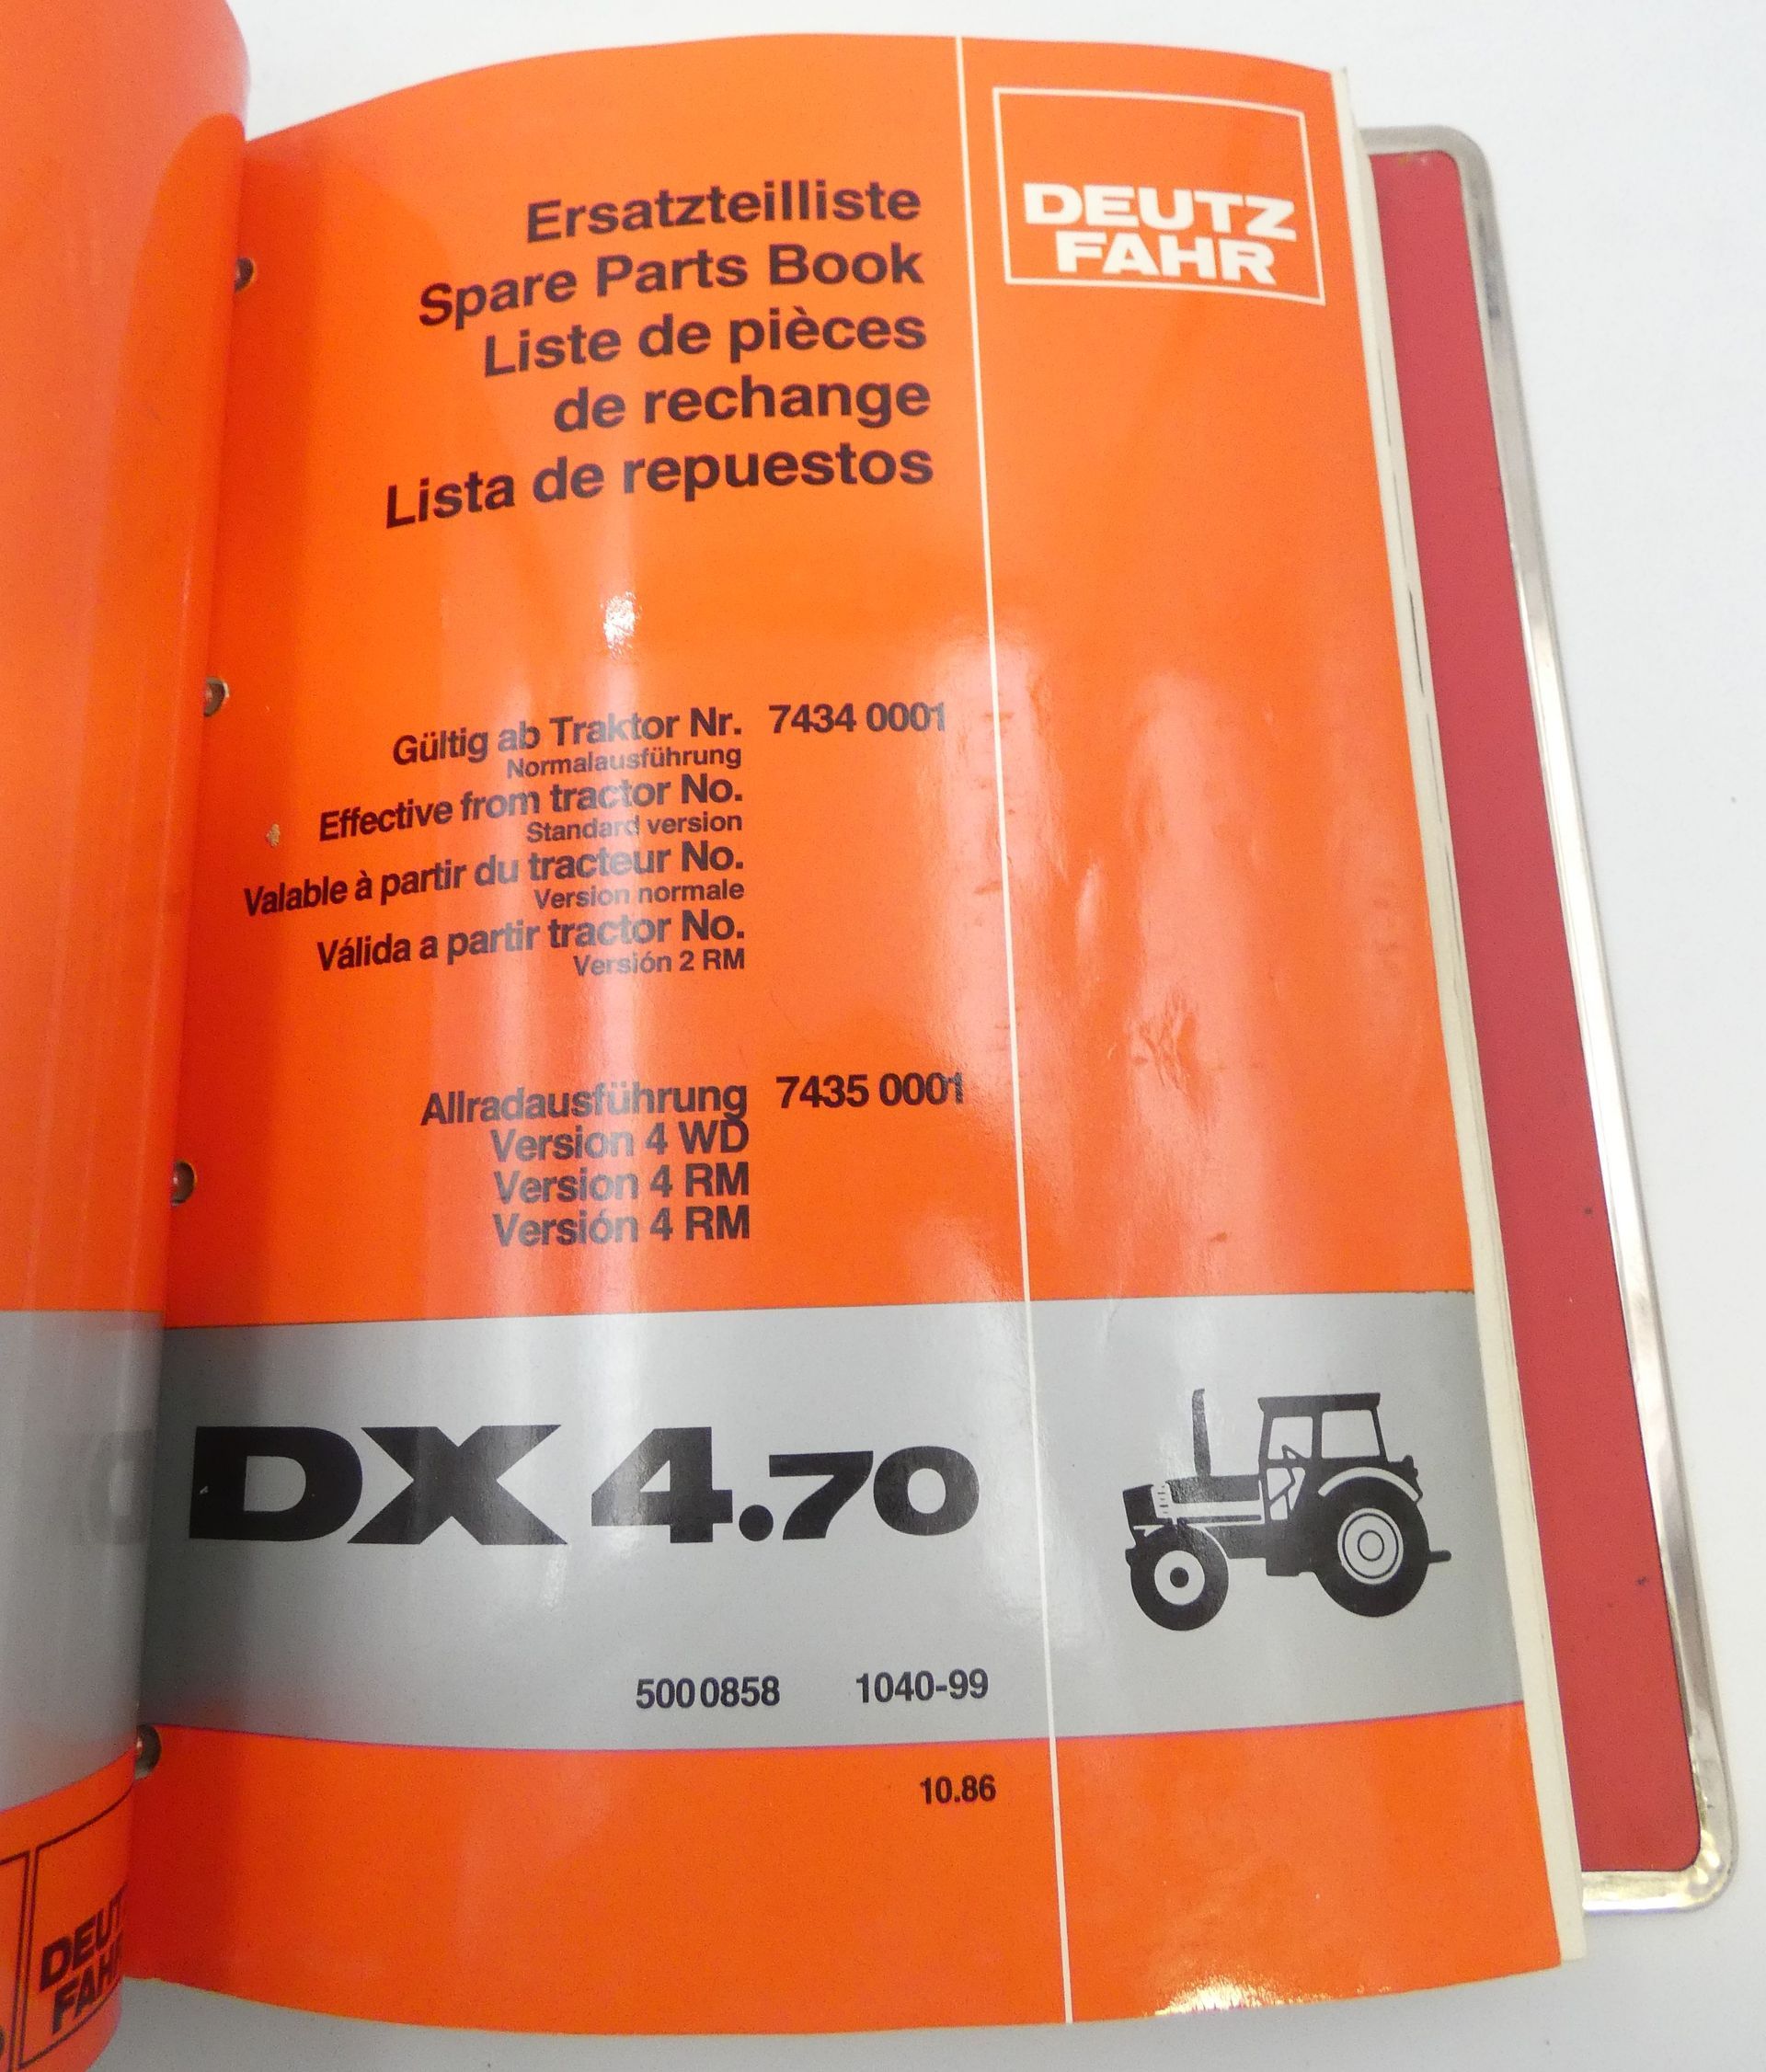 DEUTZ
FAHR
Ersatzteilliste
Spare Parts Book
Liste de pièces
de rechange
Lista de repuestos
Gültig ab Traktor Nr. 7434 0001
Normalausführung
Effective from tractor No.
Standard version
Valable à partir du tracteur No.
Version normale
Válida a partir tractor No.
Versión 2 RM
Allradausführung 7435 0001
Version 4 WD
Version 4 RM
Versión 4 RM
DX 4.70
500 0858 1040-99
10.86